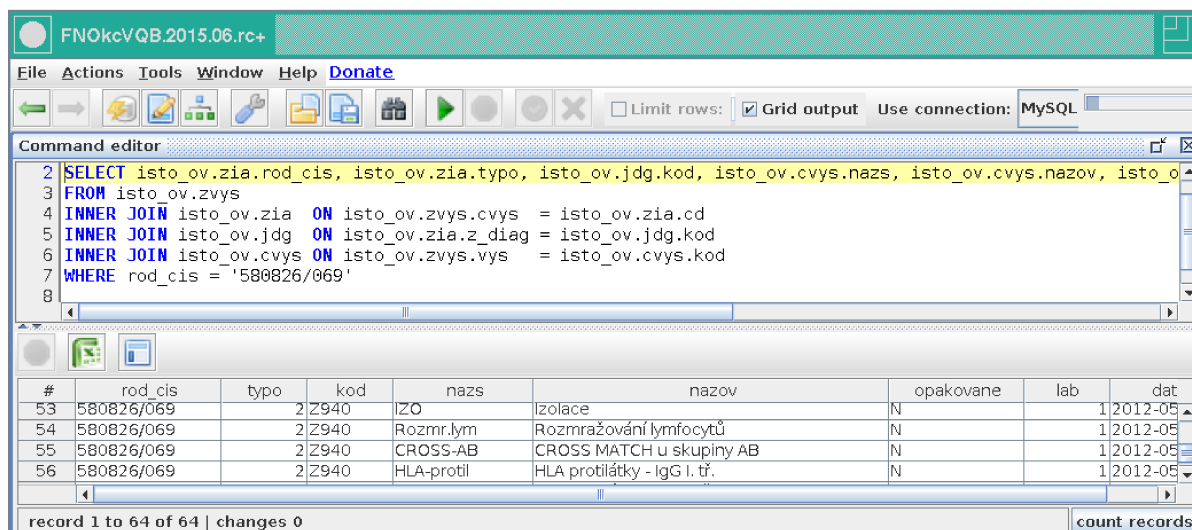 FNOkcVQB.2015.06.rc+
File Actions Tools Window Help Donate
Limit rows: Grid output Use connection: MySQL
Command editor
2 SELECT isto_ov.zia.rod_cis, isto_ov.zia.typo, isto_ov.jdg.kod, isto_ov.cvys.nazs, isto_ov.cvys.nazov, isto_o
3 FROM isto_ov.zvys
4 INNER JOIN isto_ov.zia ON isto_ov.zvys.cvys = isto_ov.zia.cd
5 INNER JOIN isto_ov.jdg ON isto_ov.zia.z_diag = isto_ov.jdg.kod
6 INNER JOIN isto_ov.cvys ON isto_ov.zvys.vys = isto_ov.cvys.kod
7 WHERE rod_cis = '580826/069'
8
# rod_cis typo kod nazs nazov opakovane lab dat
53 580826/069 2 Z940 IZO Izolace N 1 2012-05
54 580826/069 2 Z940 Rozmr.lym Rozmražování lymfocytů N 1 2012-05
55 580826/069 2 Z940 CROSS-AB CROSS MATCH u skupiny AB N 1 2012-05
56 580826/069 2 Z940 HLA-protil HLA protilátky - IgG I. tř. N 1 2012-05
record 1 to 64 of 64 | changes 0 count records